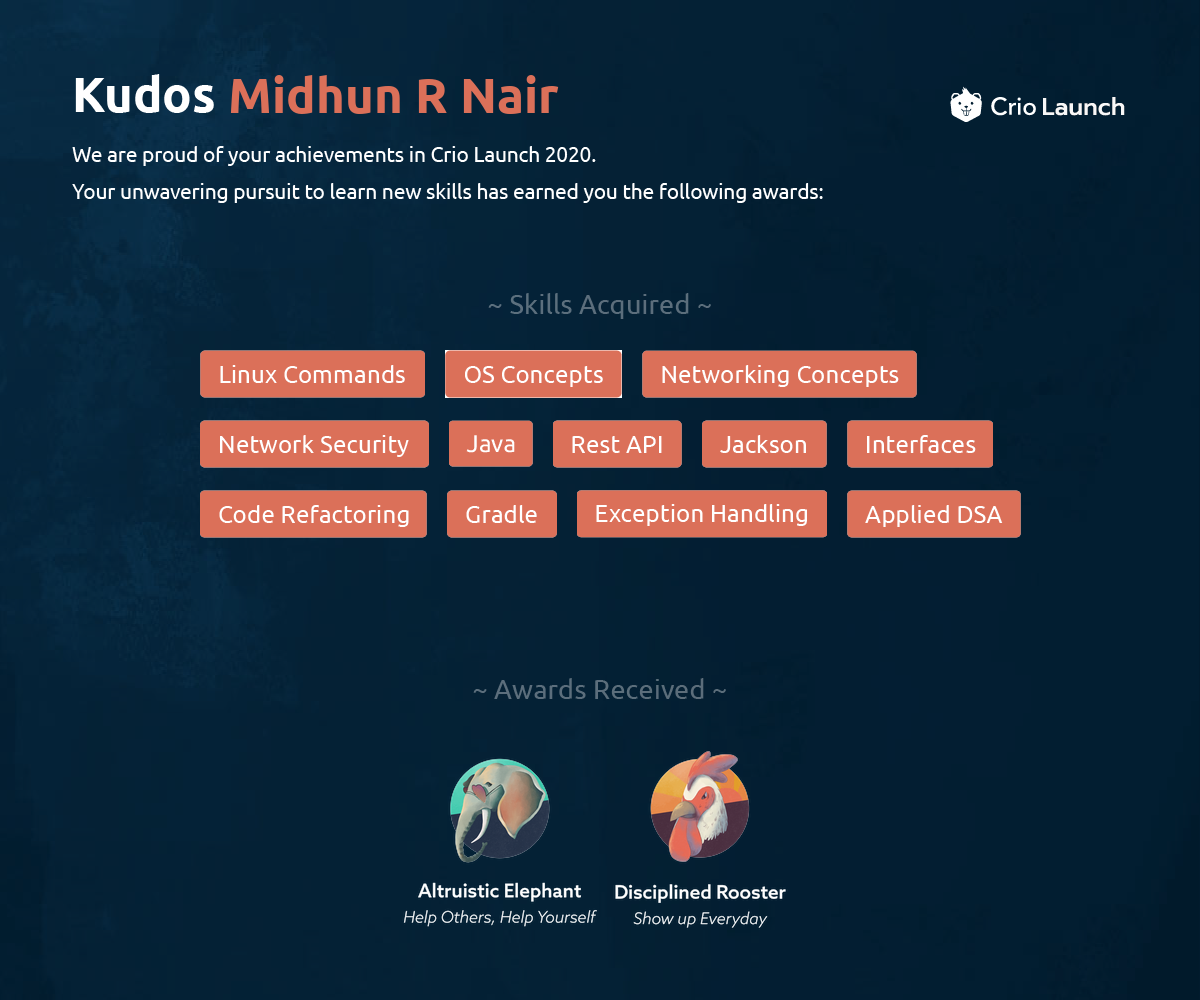 Kudos Midhun R Nair
Crio Launch
We are proud of your achievements in Crio Launch 2020.
Your unwavering pursuit to learn new skills has earned you the following awards:
~ Skills Acquired ~
Linux Commands OS Concepts Networking Concepts
Network Security Java Rest API Jackson Interfaces
Code Refactoring Gradle Exception Handling Applied DSA
~ Awards Received ~
Altruistic Elephant Disciplined Rooster
Help Others, Help Yourself Show up Everyday